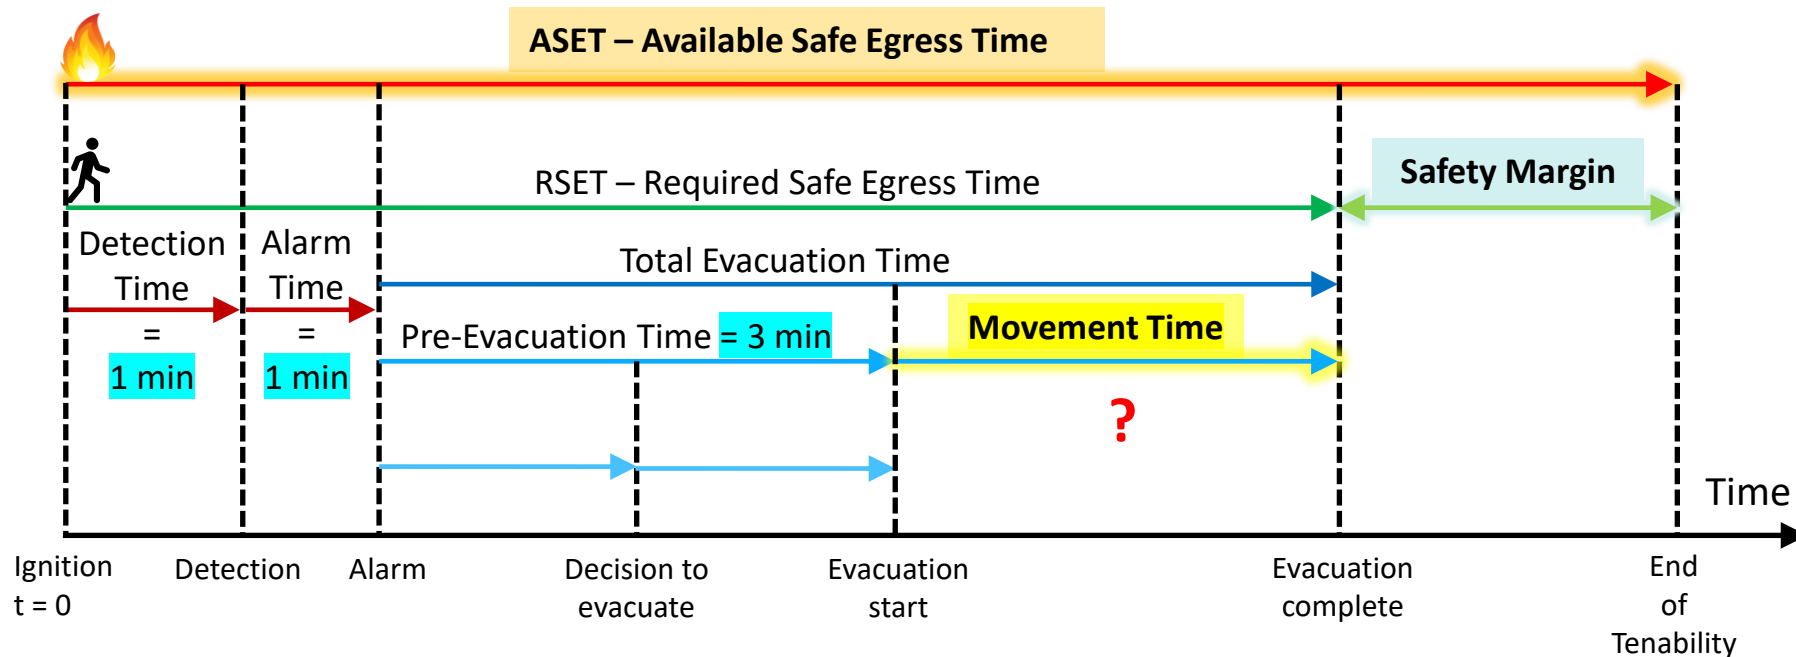 ASET – Available Safe Egress Time
RSET – Required Safe Egress Time
Safety Margin
Detection
Time
=
1 min
Alarm
Time
=
1 min
Total Evacuation Time
Pre-Evacuation Time = 3 min
Movement Time
?
Time
Ignition
t = 0
Detection
Alarm
Decision to
evacuate
Evacuation
start
Evacuation
complete
End
of
Tenability